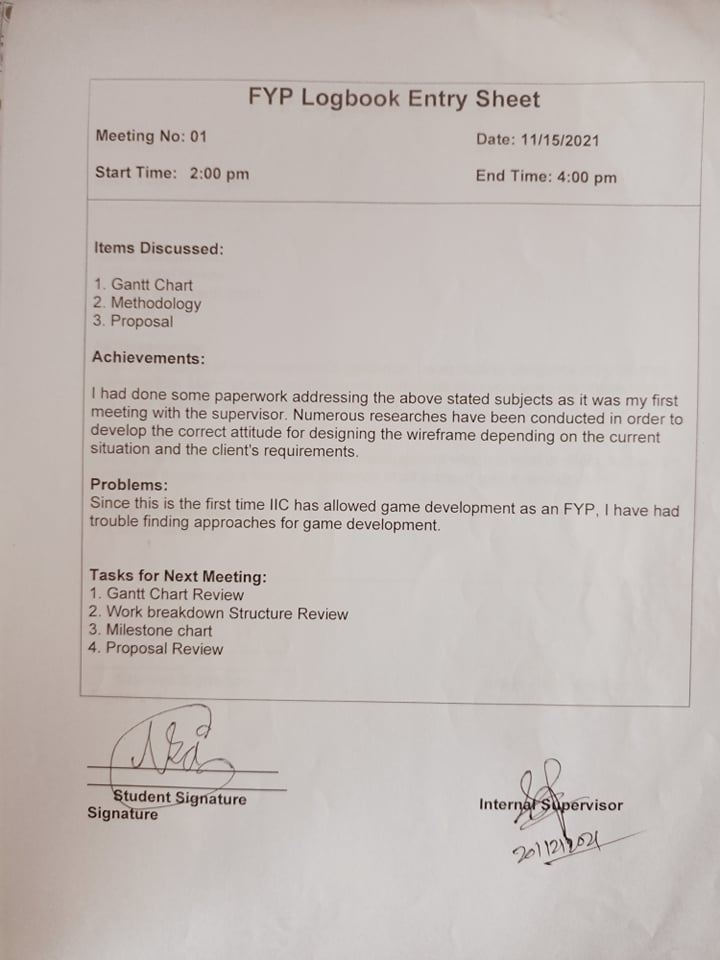 FYP Logbook Entry Sheet
Meeting No: 01
Date: 11/15/2021
Start Time: 2:00 pm
End Time: 4:00 pm
Items Discussed:
1. Gantt Chart
2. Methodology
3. Proposal
Achievements:
I had done some paperwork addressing the above stated subjects as it was my first
meeting with the supervisor. Numerous researches have been conducted in order to
develop the correct attitude for designing the wireframe depending on the current
situation and the client's requirements.
Problems:
Since this is the first time IIC has allowed game development as an FYP, I have had
trouble finding approaches for game development.
Tasks for Next Meeting:
1. Gantt Chart Review
2. Work breakdown Structure Review
3. Milestone chart
4. Proposal Review
Student Signature
Signature
Internal Supervisor
20/12/2021